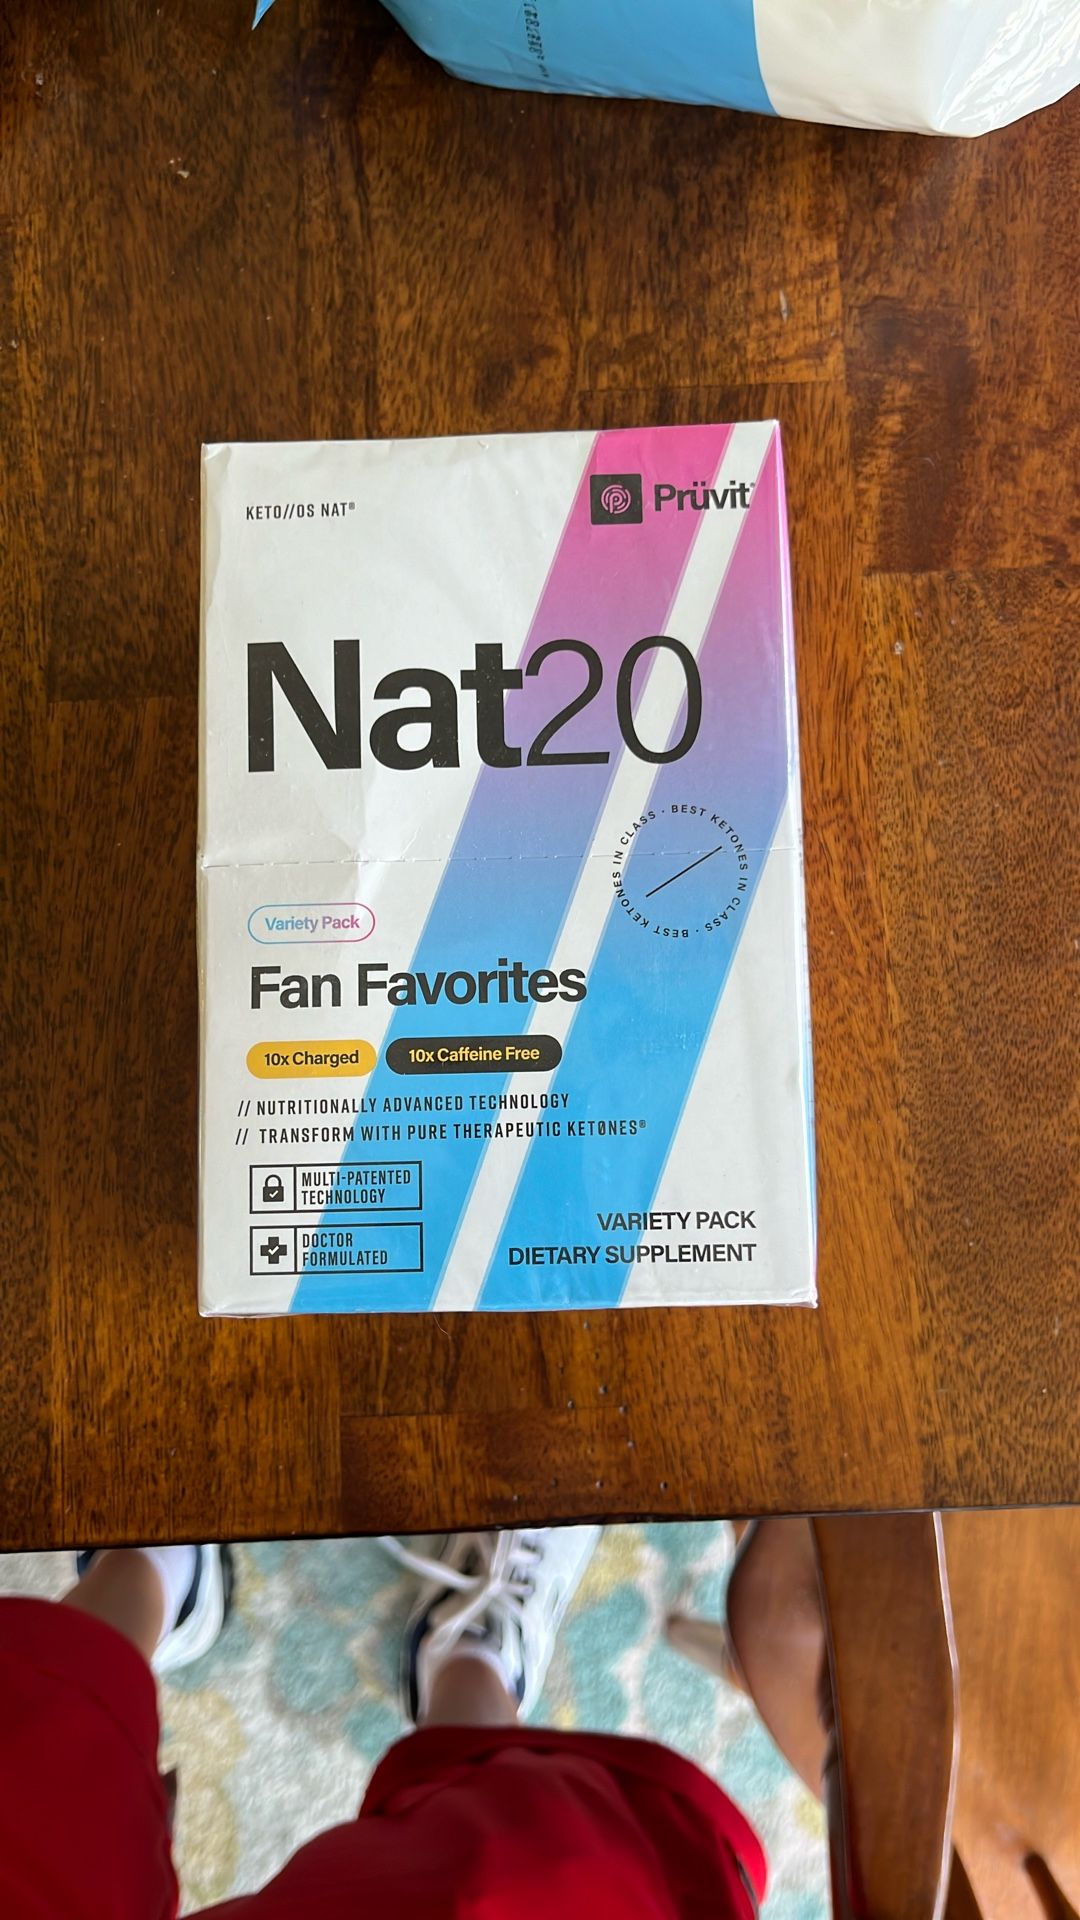 KETO//OS NAT®
Prüvit®
Nat20
BEST KETONES IN CLASS · BEST KETONES IN CLASS ·
Variety Pack
Fan Favorites
10x Charged
10x Caffeine Free
// NUTRITIONALLY ADVANCED TECHNOLOGY
// TRANSFORM WITH PURE THERAPEUTIC KETØNES®
MULTI-PATENTED
TECHNOLOGY
DOCTOR
FORMULATED
VARIETY PACK
DIETARY SUPPLEMENT